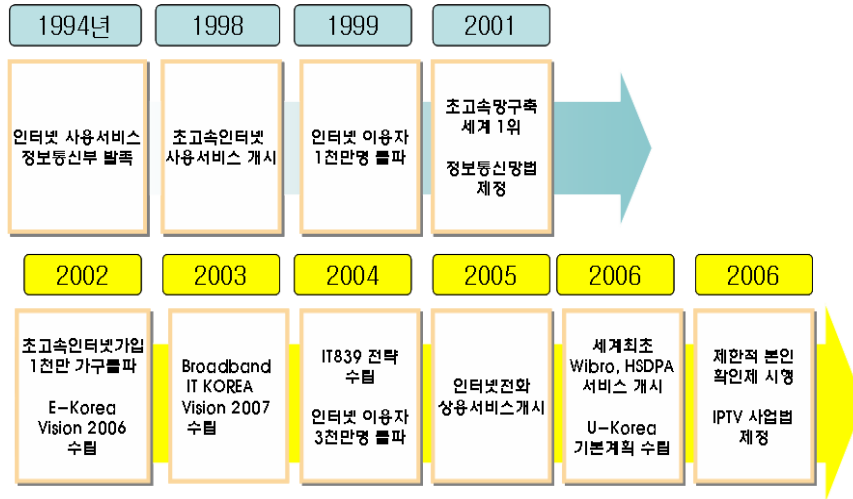 1994년
1998
1999
2001
인터넷 사용서비스
정보통신부 발족
초고속인터넷
사용서비스 개시
인터넷 이용자
1천만명 돌파
초고속망구축
세계 1위
정보통신망법
제정
2002
2003
2004
2005
2006
2006
초고속인터넷가입
1천만 가구돌파
E-Korea
Vision 2006
수립
Broadband
IT KOREA
Vision 2007
수립
IT839 전략
수립
인터넷 이용자
3천만명 돌파
인터넷전화
상용서비스개시
세계최초
Wibro, HSDPA
서비스 개시
U-Korea
기본계획 수립
제한적 본인
확인제 시행
IPTV 사업법
제정